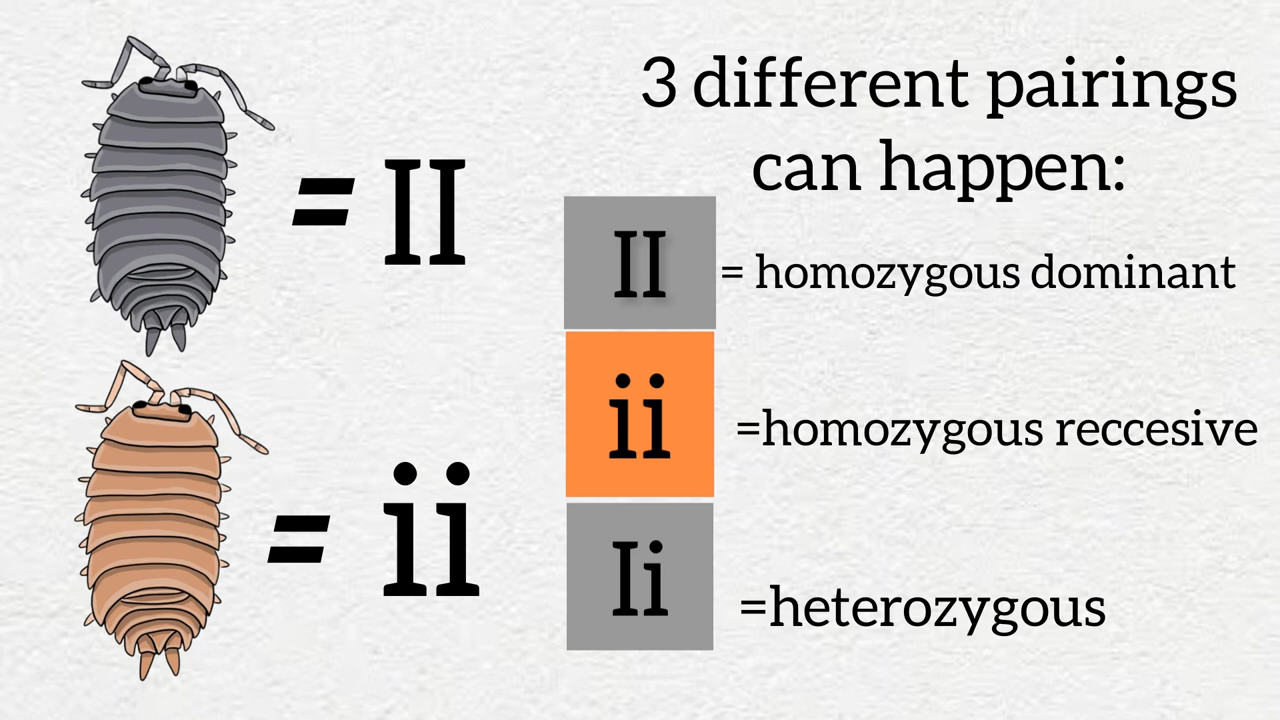 = II
= ii
3 different pairings
can happen:
II = homozygous dominant
ii =homozygous reccesive
Ii =heterozygous